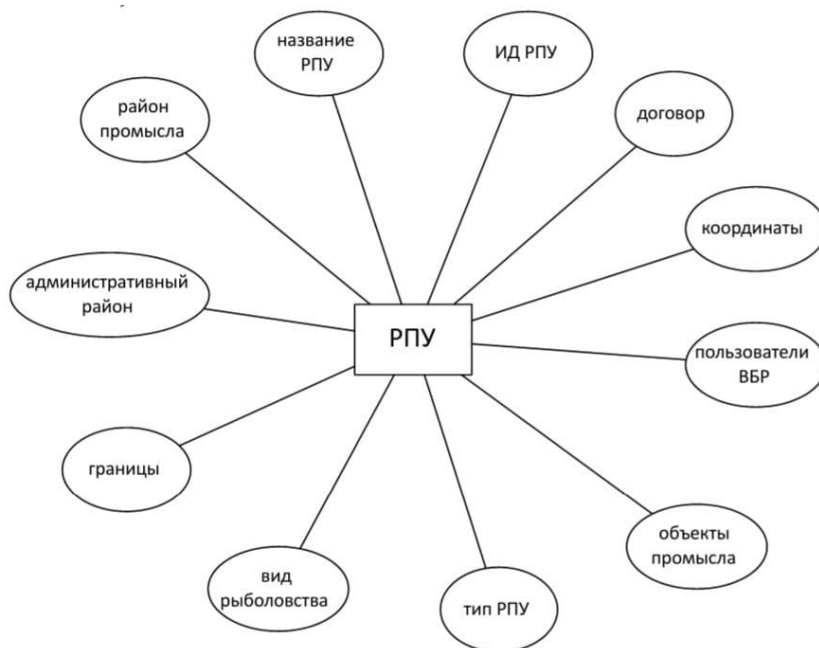 название
РПУ
ИД РПУ
район
промысла
договор
координаты
административный
район
РПУ
пользователи
ВБР
границы
объекты
промысла
вид
рыболовства
тип РПУ